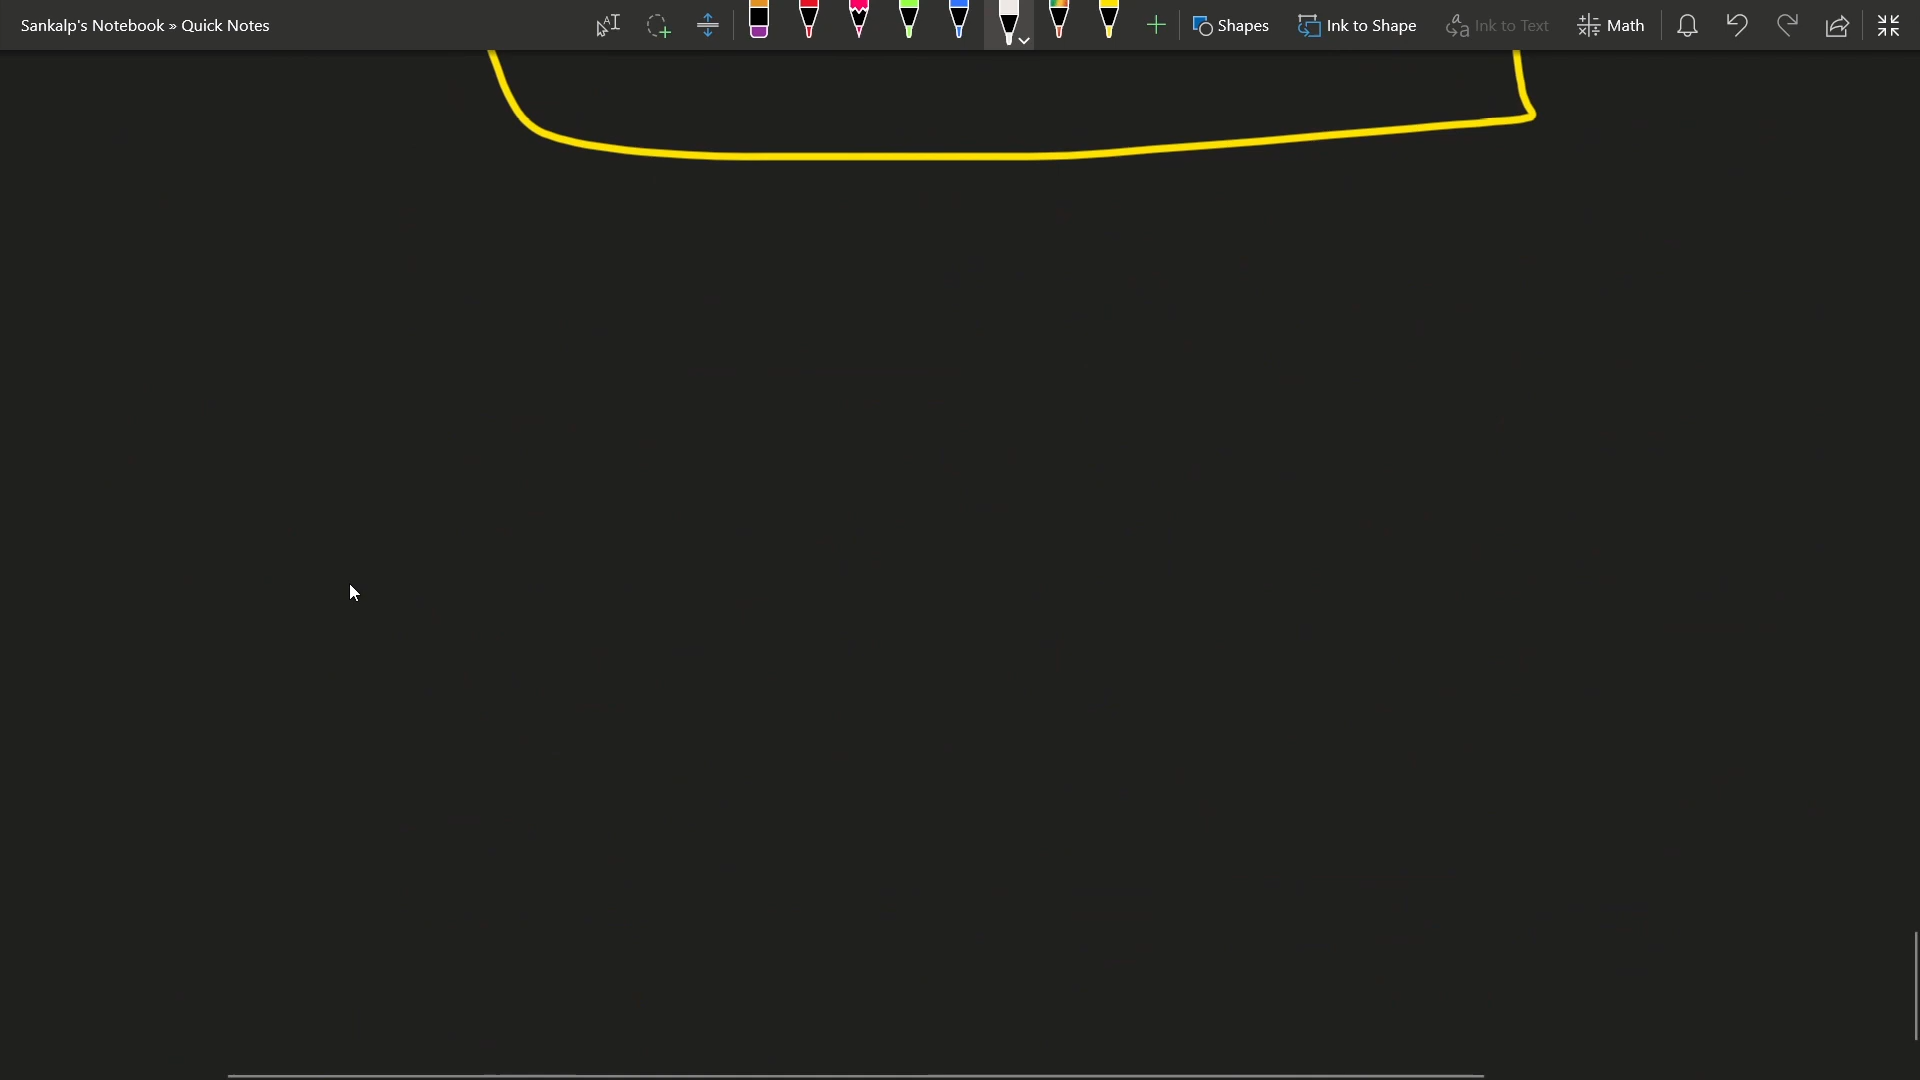 Sankalp's Notebook » Quick Notes
Shapes
Ink to Shape
Ink to Text
Math